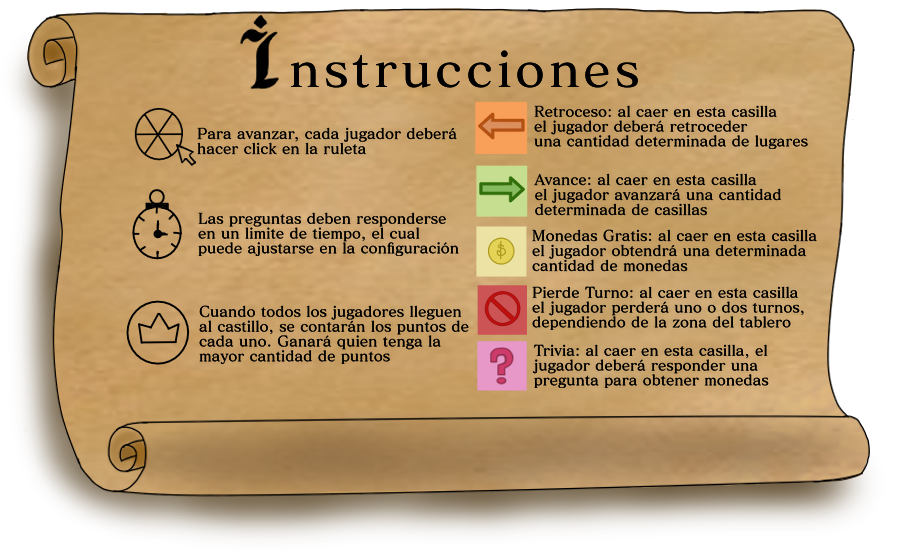 Instrucciones
Para avanzar, cada jugador deberá
hacer click en la ruleta
Las preguntas deben responderse
en un limite de tiempo, el cual
puede ajustarse en la configuración
Cuando todos los jugadores lleguen
al castillo, se contarán los puntos de
cada uno. Ganará quien tenga la
mayor cantidad de puntos
Retroceso: al caer en esta casilla
el jugador deberá retroceder
una cantidad determinada de lugares
Avance: al caer en esta casilla
el jugador avanzará una cantidad
determinada de casillas
Monedas Gratis: al caer en esta casilla
el jugador obtendrá una determinada
cantidad de monedas
Pierde Turno: al caer en esta casilla
el jugador perderá uno o dos turnos,
dependiendo de la zona del tablero
Trivia: al caer en esta casilla, el
jugador deberá responder una
pregunta para obtener monedas